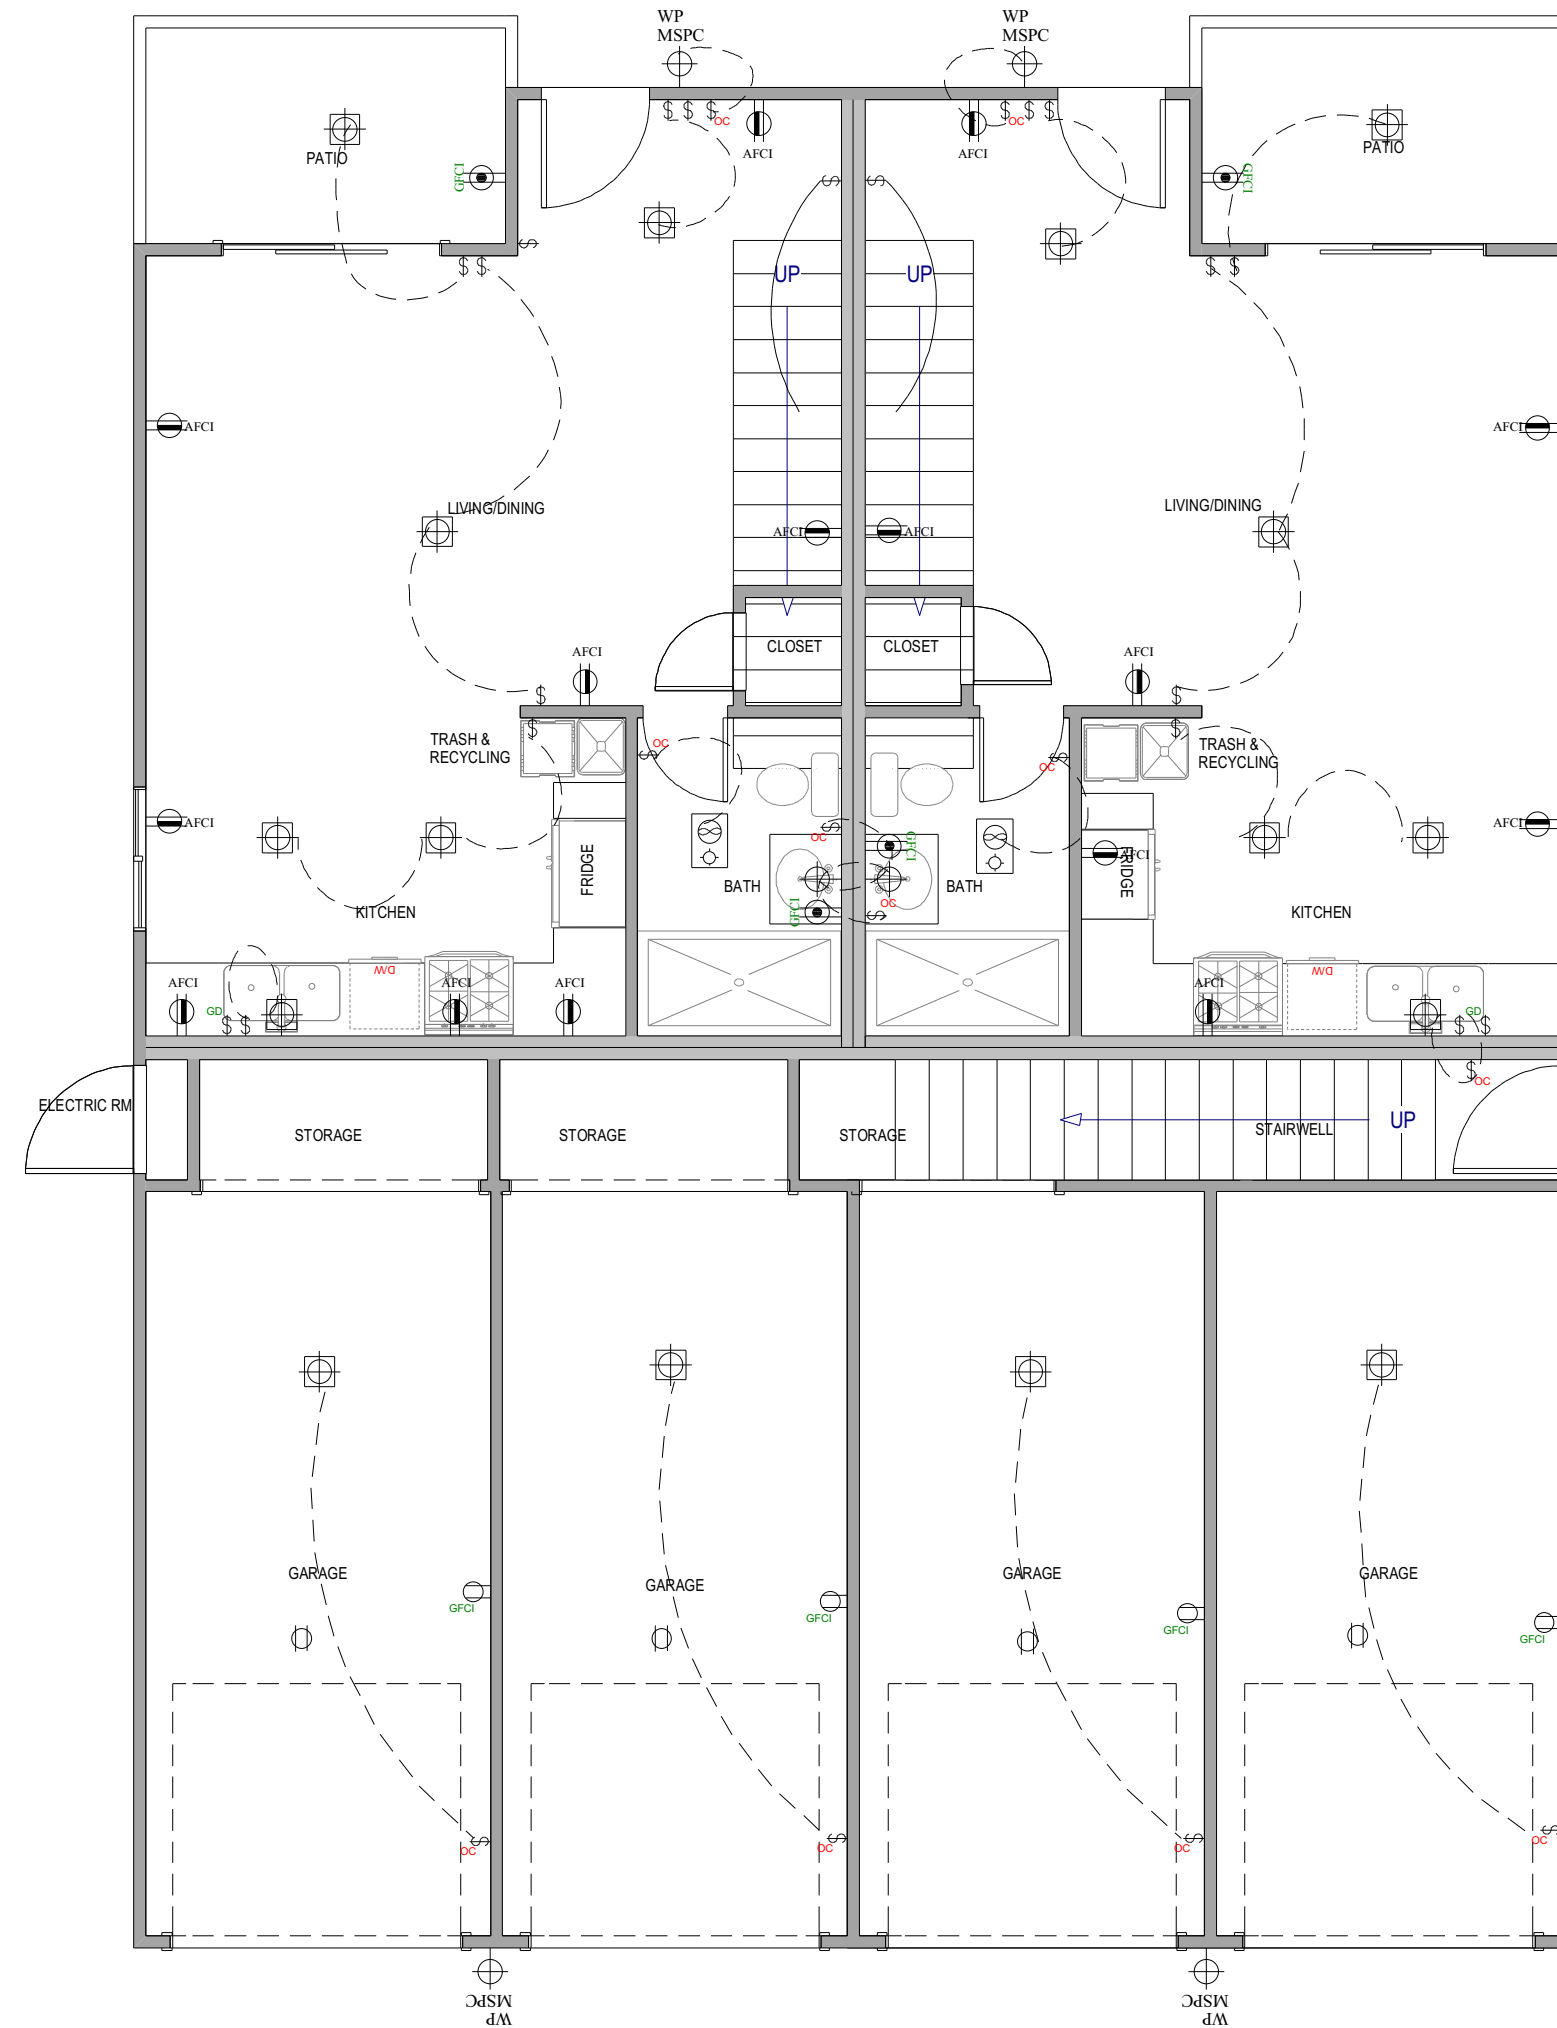 WP
MSPC
WP
MSPC
$ $ $
OC
AFCI
$ $ $
OC
AFCI
PATIO
GFCI
GFCI
PATIO
$
$
$
$ $
$ $
UP
UP
AFCI
AFCI
LIVING/DINING
LIVING/DINING
AFCI
AFCI
CLOSET
CLOSET
AFCI
AFCI
$
$
$
$
TRASH &
RECYCLING
OC
$
$
OC
TRASH &
RECYCLING
AFCI
$
OC
GFCI
AFCI
AFCI
FRIDGE
FRIDGE
BATH
BATH
OC
$
GFCI
KITCHEN
KITCHEN
D/W
D/W
AFCI
AFCI
AFCI
AFCI
GD
$ $
GD
$ $
$
OC
ELECTRIC RM
STORAGE
STORAGE
STORAGE
STAIRWELL
UP
GARAGE
GARAGE
GARAGE
GARAGE
GFCI
GFCI
GFCI
GFCI
$
OC
$
OC
$
OC
$
OC
WP
MSPC
WP
MSPC